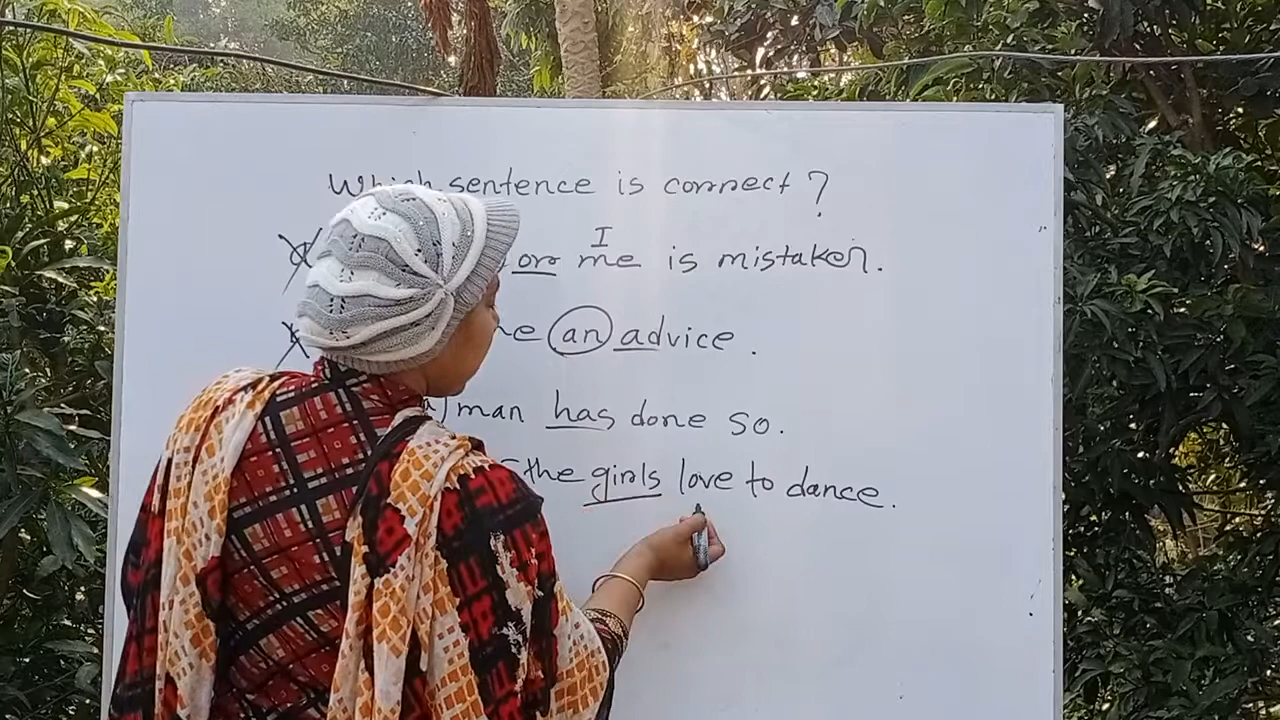 Which sentence is correct?
or me I is mistaken.
an advice.
man has done so.
the girls love to dance.